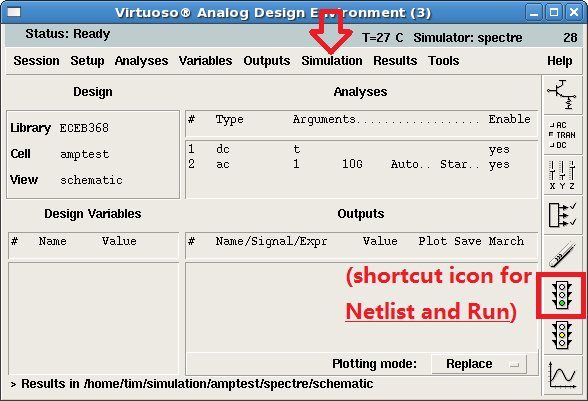 Virtuoso® Analog Design Environment (3)
Status: Ready
T=27 C Simulator: spectre 28
Session Setup Analyses Variables Outputs Simulation Results Tools Help
Design
Library ECEB368
Cell amptest
View schematic
Analyses
# Type Arguments.................. Enable
1 dc t yes
2 ac 1 10G Auto.. Star.. yes
Design Variables
# Name Value
Outputs
# Name/Signal/Expr Value Plot Save March
(shortcut icon for
Netlist and Run)
Plotting mode: Replace
AC
TRAN
DC
X Y Z
> Results in /home/tim/simulation/amptest/spectre/schematic